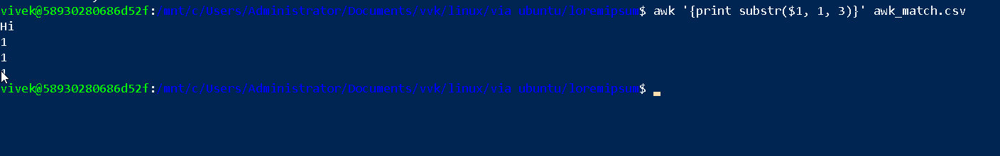 vivek@58930280686d52f:/mnt/c/Users/Administrator/Documents/vvk/linux/via-ubuntu/loremipsum$ awk '{print substr($1, 1, 3)}' awk_match.csv
Hi
1
1
1
vivek@58930280686d52f:/mnt/c/Users/Administrator/Documents/vvk/linux/via-ubuntu/loremipsum$